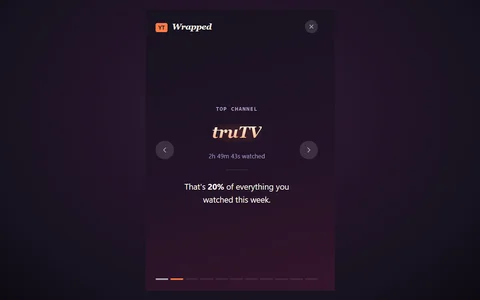 YT Wrapped
TOP CHANNEL
truTV
2h 49m 43s watched
That's 20% of everything you
watched this week.